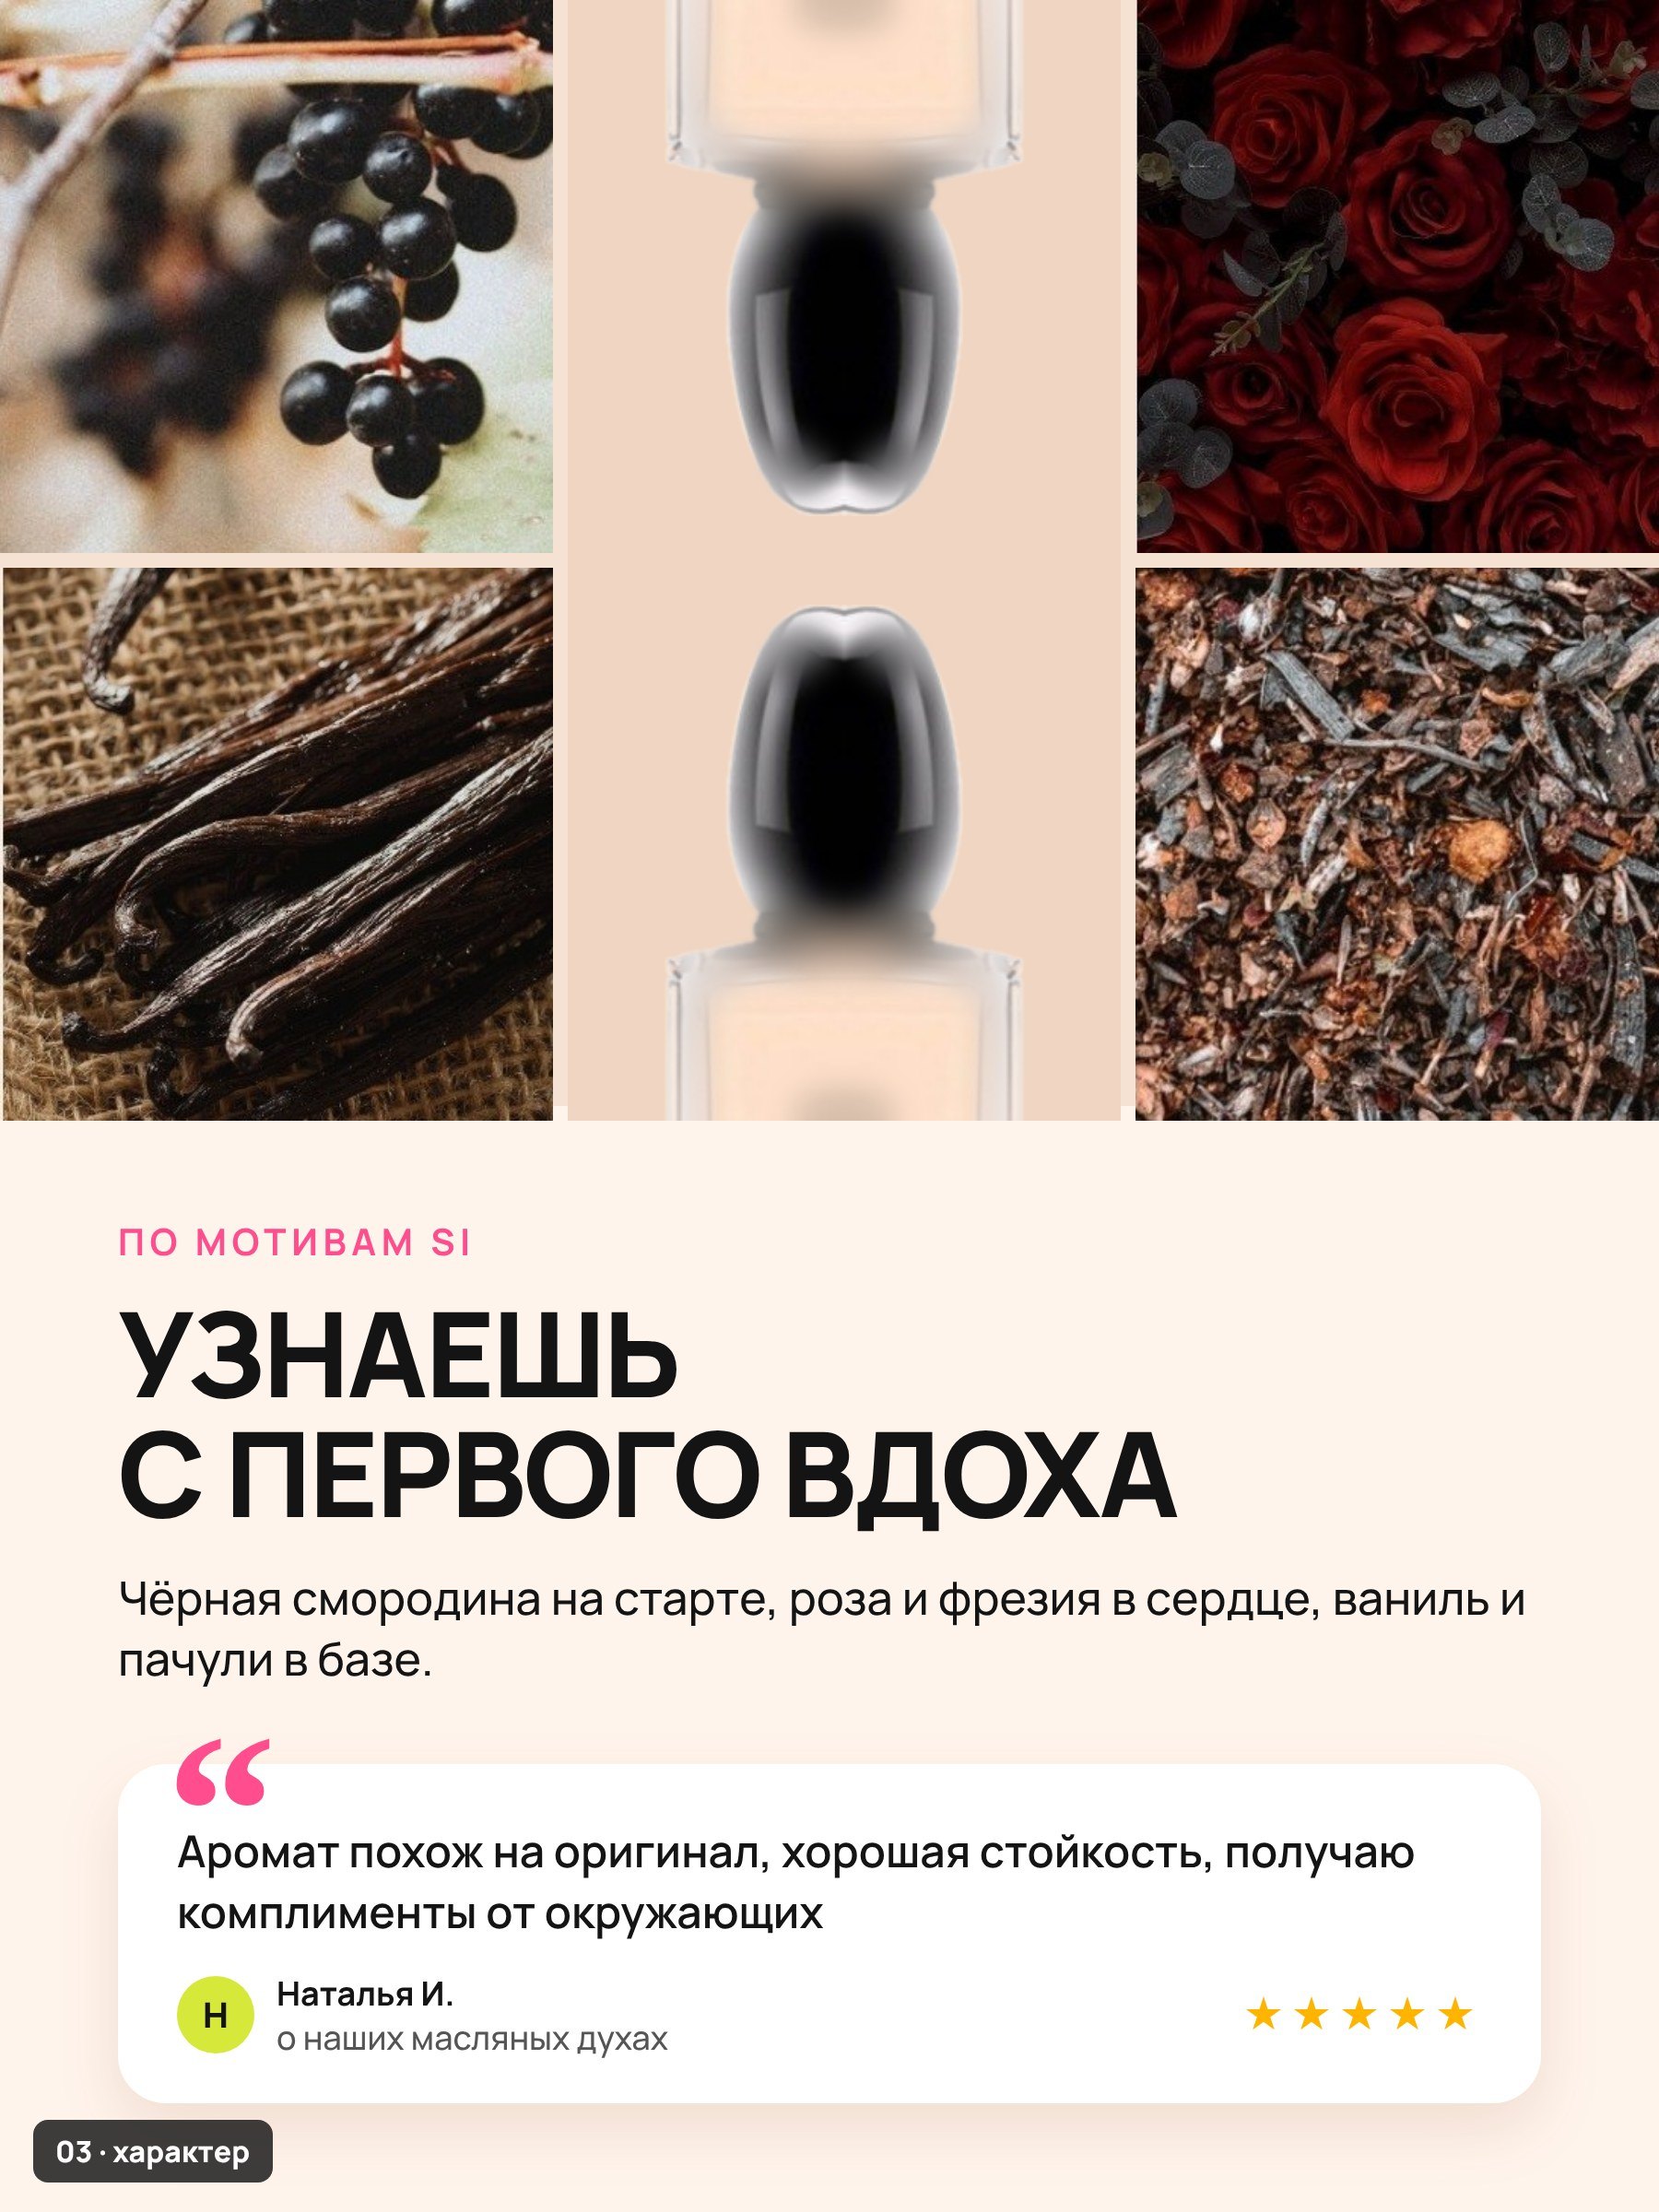 ПО МОТИВАМ SI
УЗНАЕШЬ
С ПЕРВОГО ВДОХА
Чёрная смородина на старте, роза и фрезия в сердце, ваниль и
пачули в базе.
“
Аромат похож на оригинал, хорошая стойкость, получаю
комплименты от окружающих
Н
Наталья И.
о наших масляных духах
★★★★★
03 · характер